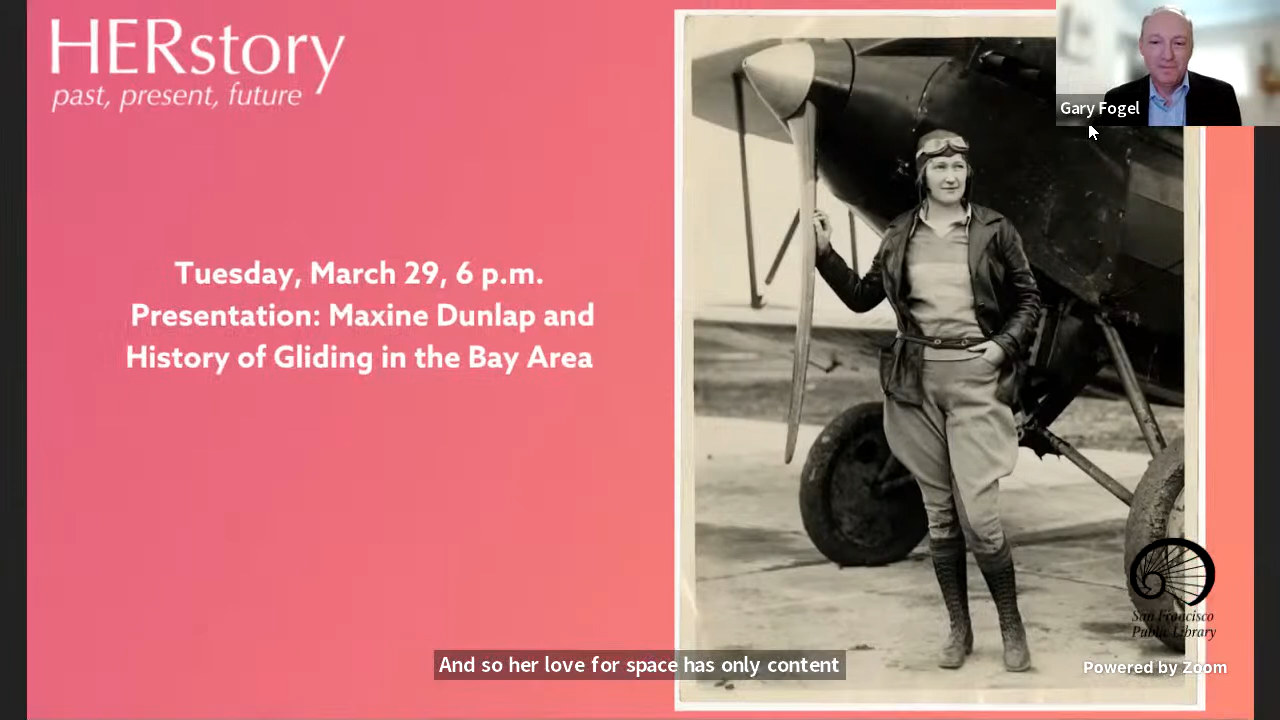 HERstory
past, present, future
Gary Fogel
Tuesday, March 29, 6 p.m.
Presentation: Maxine Dunlap and
History of Gliding in the Bay Area
San Francisco
Public Library
And so her love for space has only content
Powered by Zoom